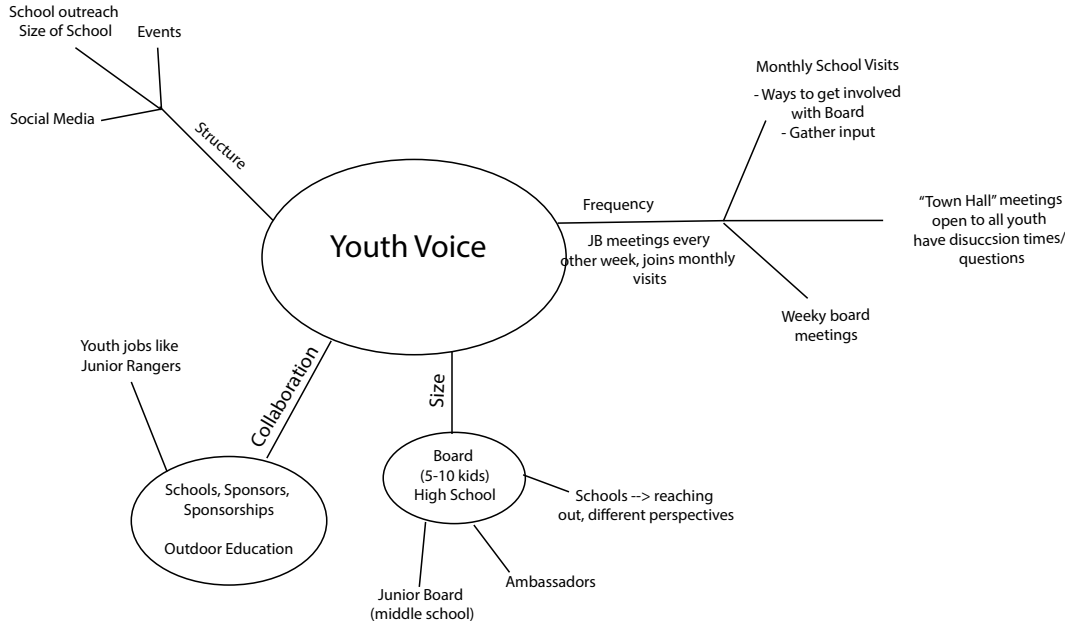 School outreach
Size of School
Events
Social Media
Structure
Youth Voice
Frequency
JB meetings every
other week, joins monthly
visits
Monthly School Visits
- Ways to get involved
with Board
- Gather input
“Town Hall” meetings
open to all youth
have disuccsion times/
questions
Weeky board
meetings
Collaboration
Youth jobs like
Junior Rangers
Schools, Sponsors,
Sponsorships
Outdoor Education
Size
Board
(5-10 kids)
High School
Schools --> reaching
out, different perspectives
Ambassadors
Junior Board
(middle school)